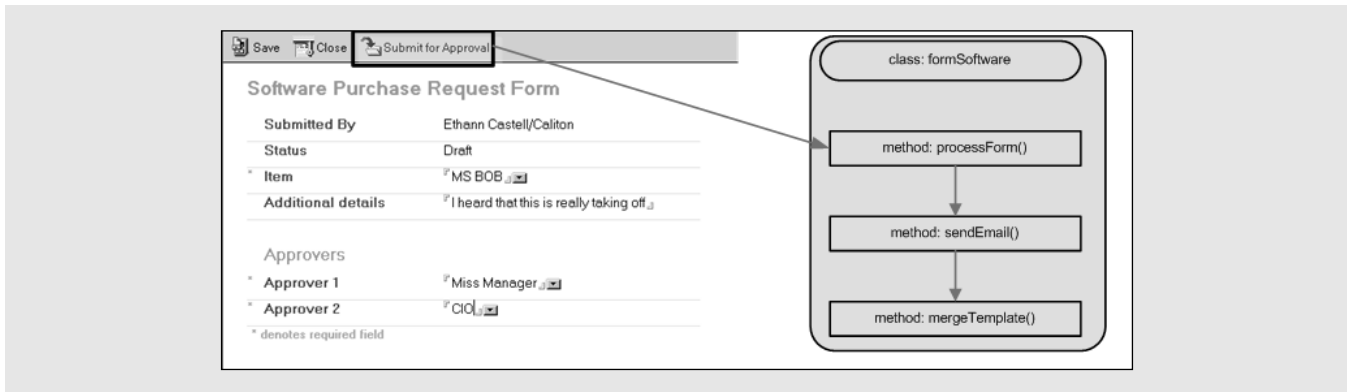 Save Close Submit for Approval
Software Purchase Request Form
Submitted By Ethann Castell/Caliton
Status Draft
* Item MS BOB
Additional details I heard that this is really taking off
Approvers
* Approver 1 Miss Manager
* Approver 2 CIO
* denotes required field
class: formSoftware
method: processForm()
method: sendEmail()
method: mergeTemplate()